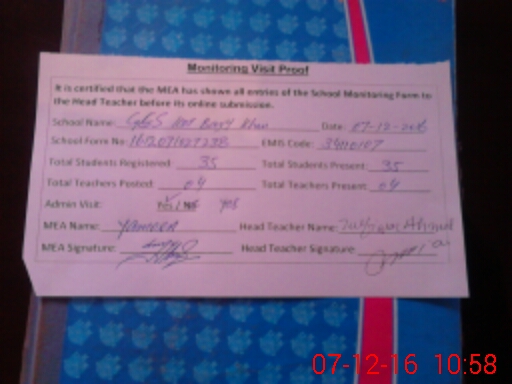 Monitoring Visit Proof
It is certified that the MEA has shown all entries of the School Monitoring Form to
the Head Teacher before its online submission.
School Name: Khan Date: 07-12-2016
School Form No: EMIS Code:
Total Students Registered: 35 Total Students Present: 35
Total Teachers Posted: 04 Total Teachers Present: 04
Admin Visit: Yes / No Yes
MEA Name: Head Teacher Name: Ahmad
MEA Signature: Head Teacher Signature
07-12-16 10:58